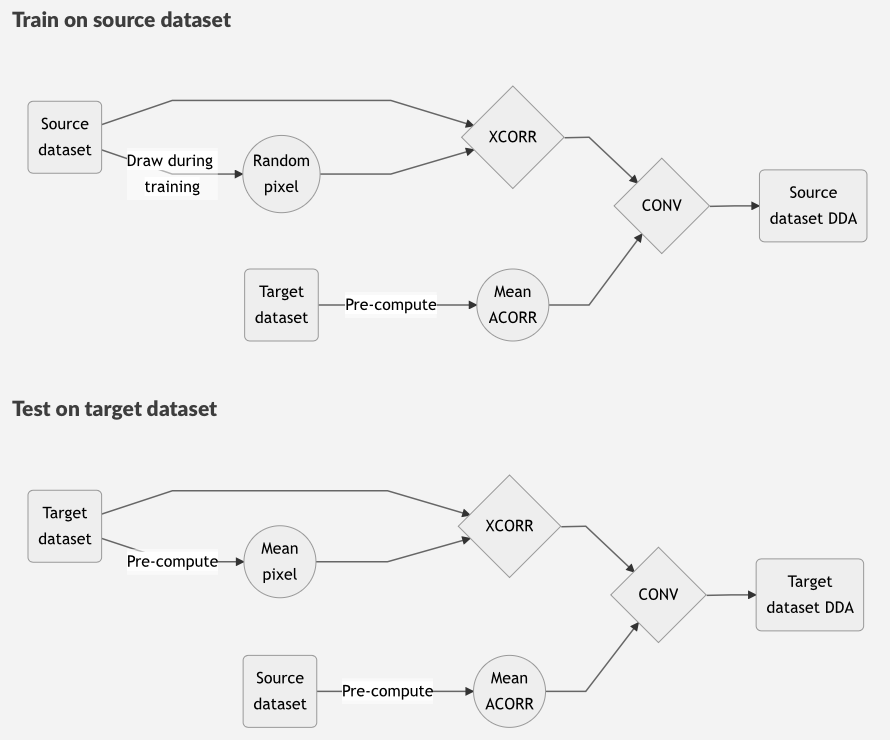 Train on source dataset
Source
dataset
Draw during
training
Random
pixel
XCORR
CONV
Source
dataset DDA
Target
dataset
Pre-compute
Mean
ACORR
Test on target dataset
Target
dataset
Pre-compute
Mean
pixel
XCORR
CONV
Target
dataset DDA
Source
dataset
Pre-compute
Mean
ACORR